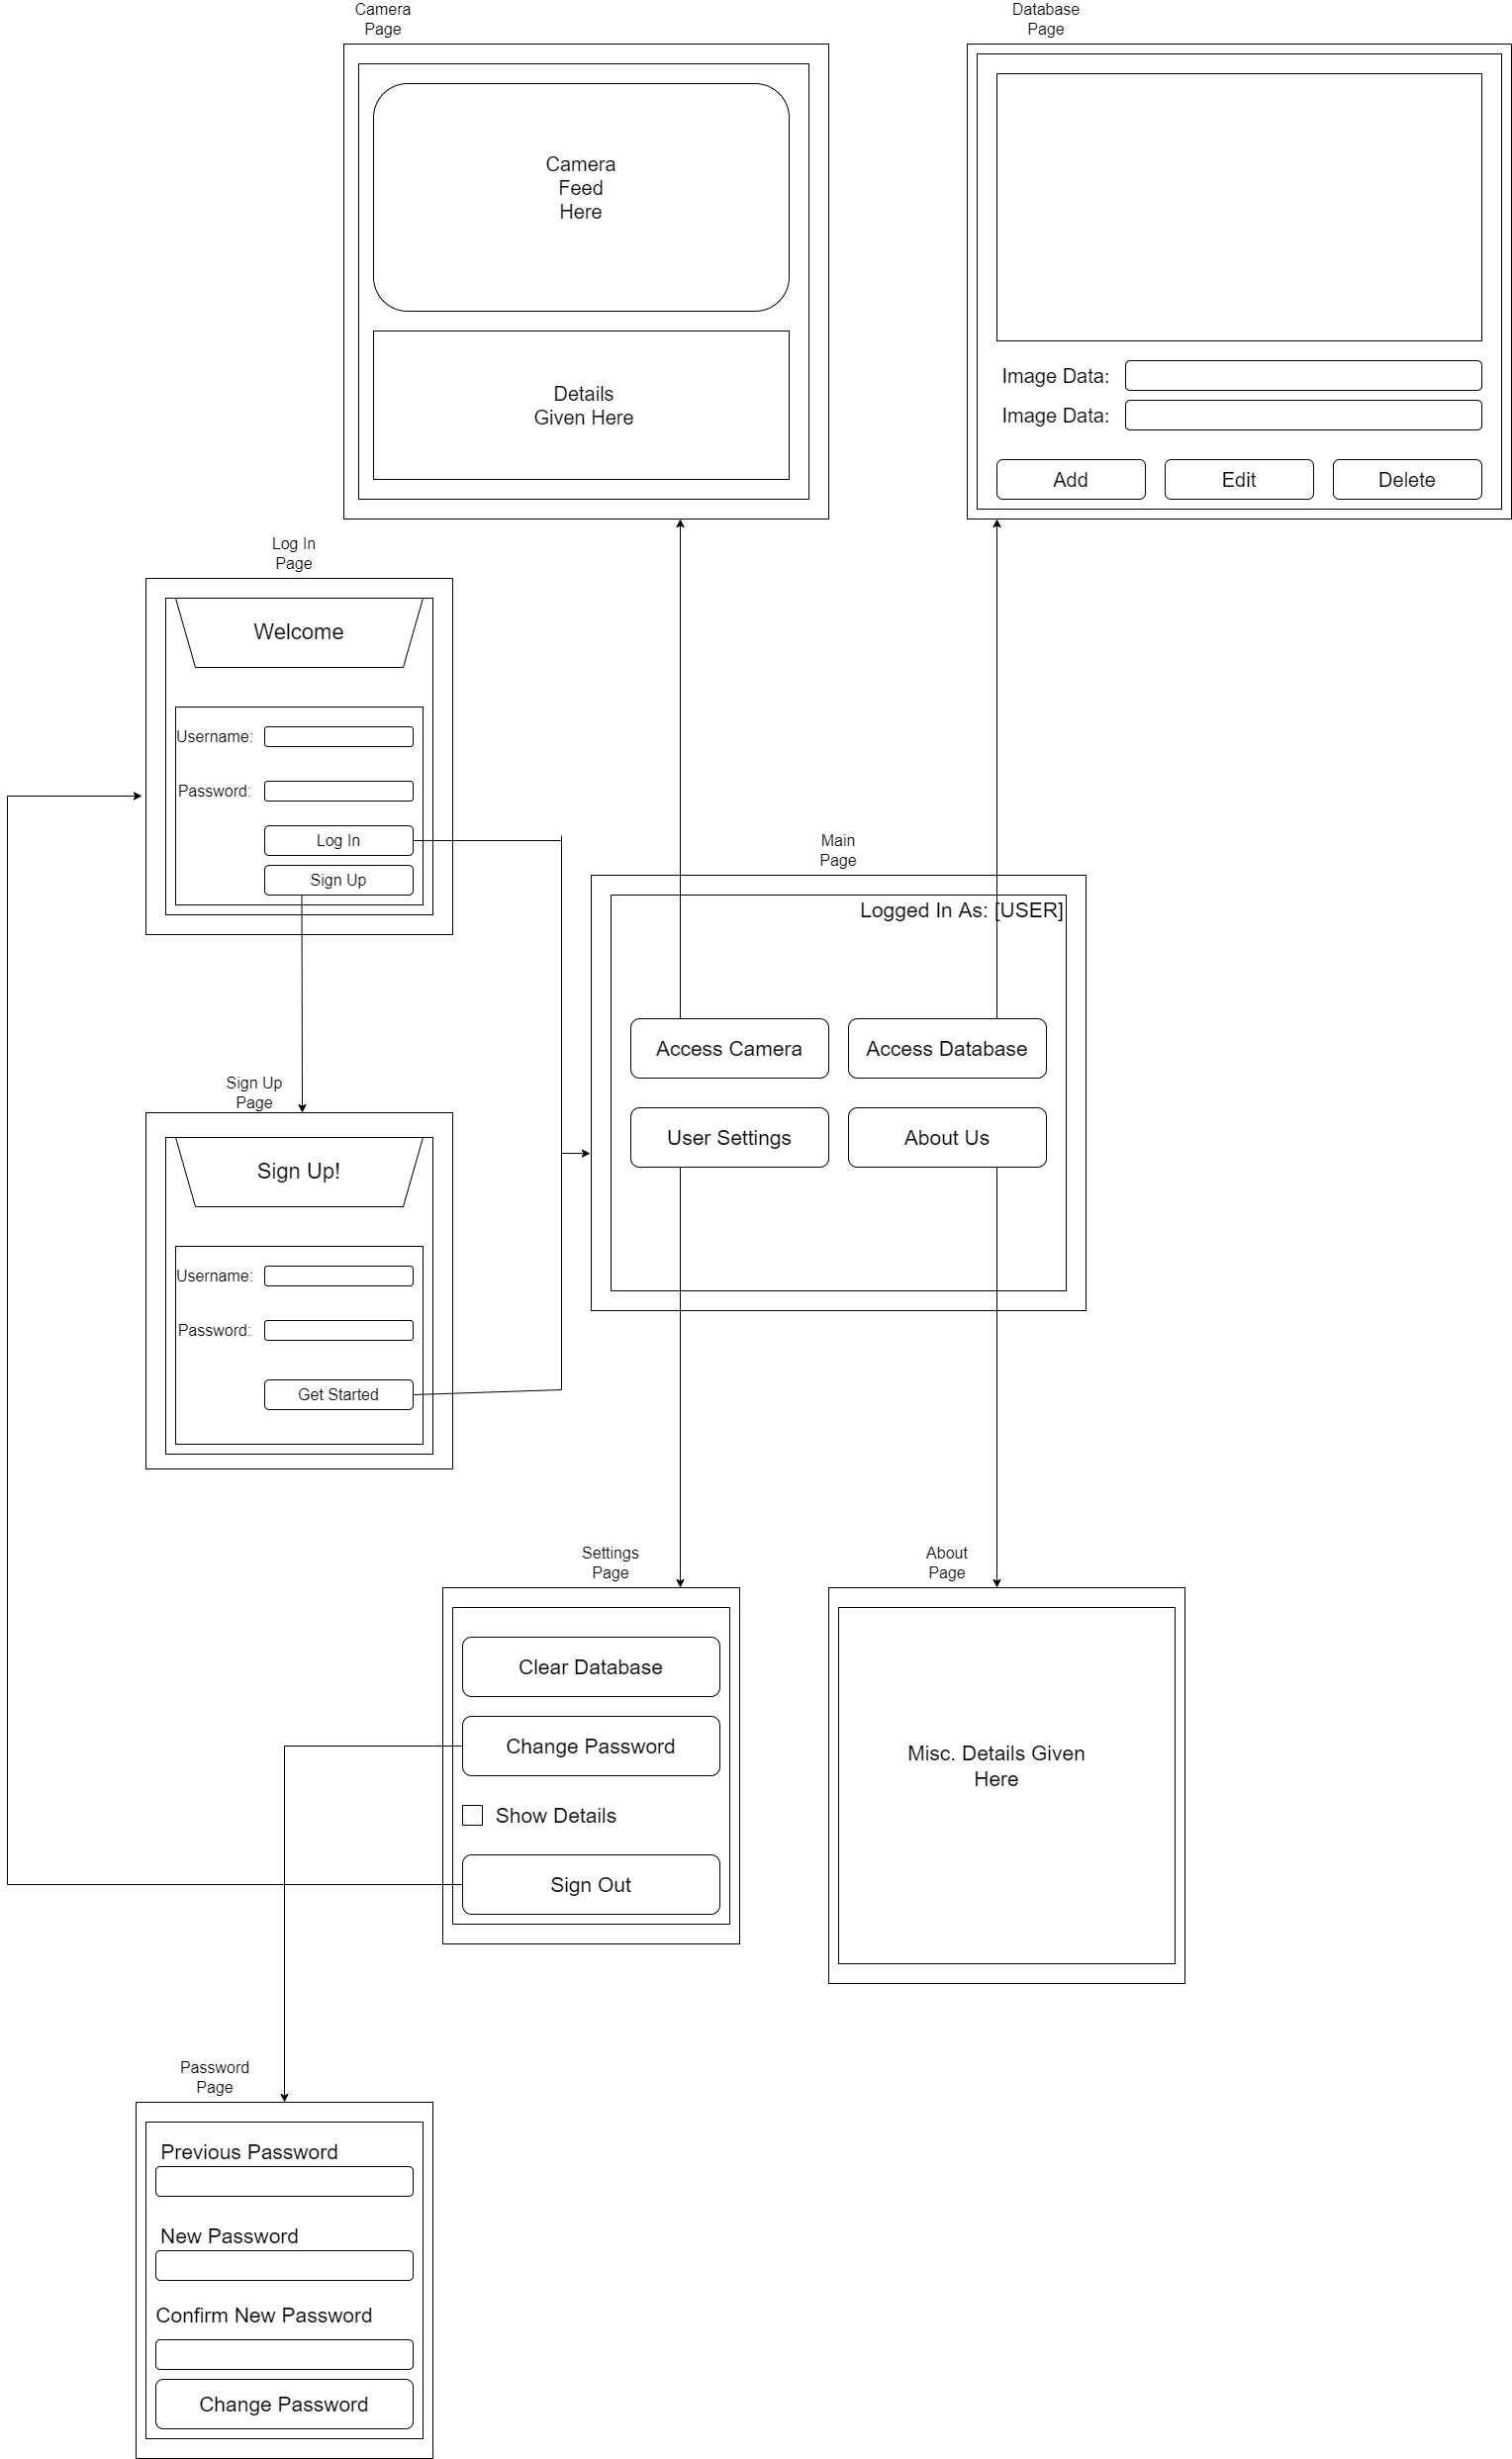 Camera
Page
Camera
Feed
Here
Details
Given Here
Database
Page
Image Data:
Image Data:
Add
Edit
Delete
Log In
Page
Welcome
Username:
Password:
Log In
Sign Up
Main
Page
Logged In As: [USER]
Access Camera
Access Database
User Settings
About Us
Sign Up
Page
Sign Up!
Username:
Password:
Get Started
Settings
Page
Clear Database
Change Password
Show Details
Sign Out
About
Page
Misc. Details Given
Here
Password
Page
Previous Password
New Password
Confirm New Password
Change Password